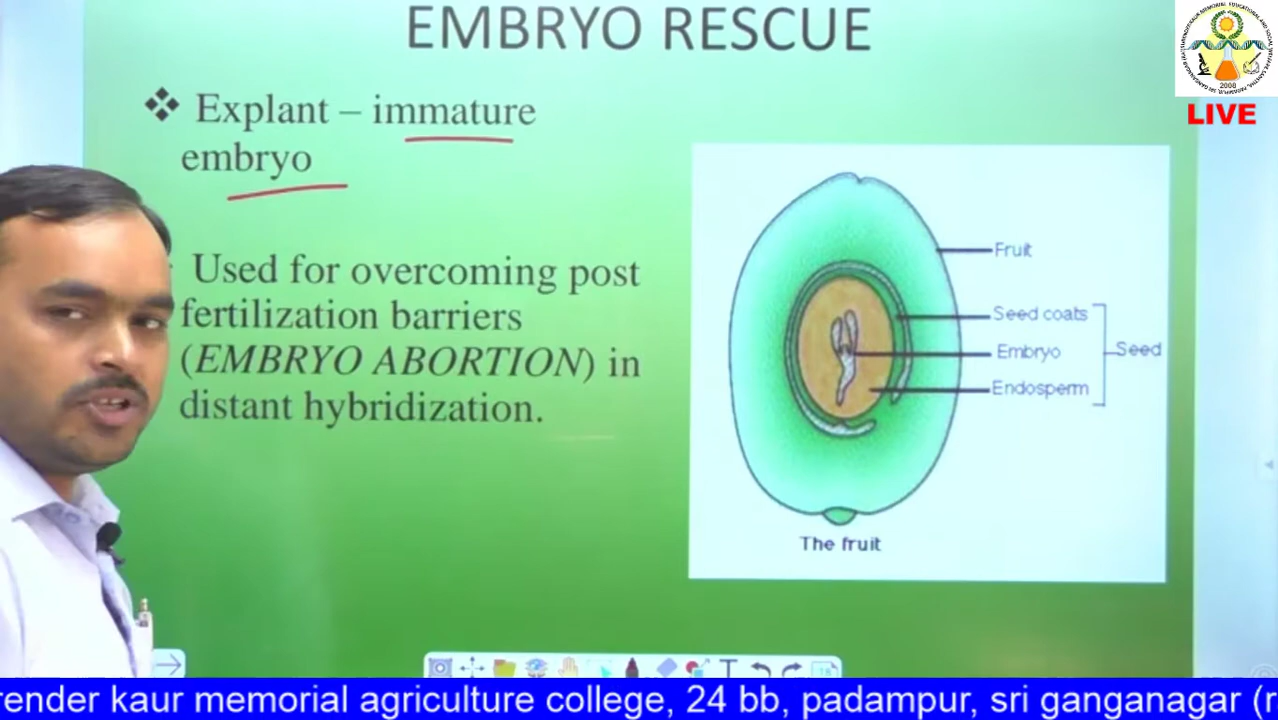 EMBRYO RESCUE
LIVE
2008
Explant – immature
embryo
Used for overcoming post
fertilization barriers
(EMBRYO ABORTION) in
distant hybridization.
Fruit
Seed coats
Embryo
Seed
Endosperm
The fruit
render kaur memorial agriculture college, 24 bb, padampur, sri ganganagar (r